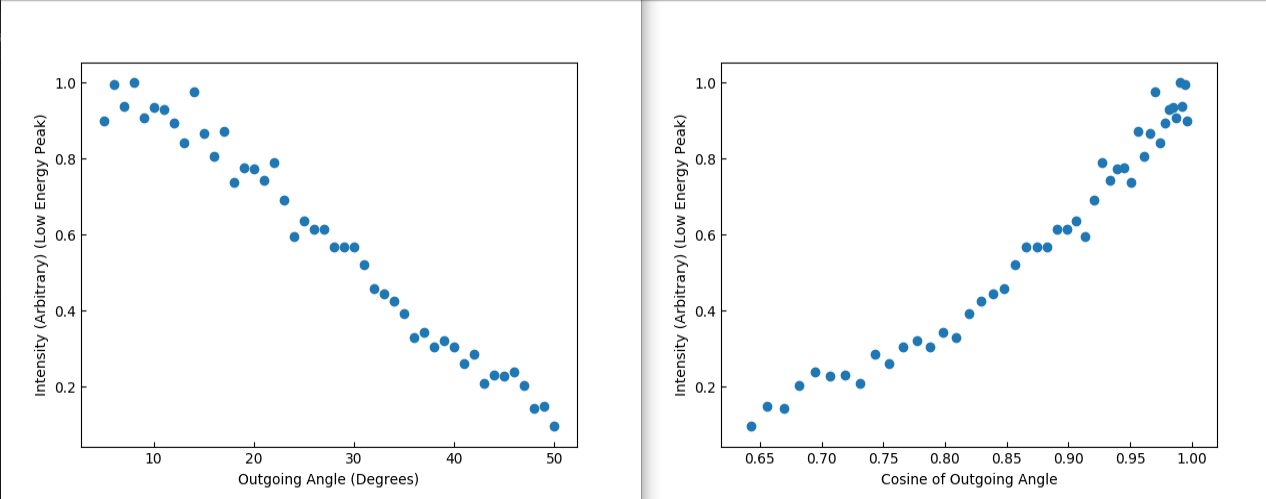 Intensity (Arbitrary) (Low Energy Peak)
1.0
0.8
0.6
0.4
0.2
10 20 30 40 50
Outgoing Angle (Degrees)
Intensity (Arbitrary) (Low Energy Peak)
1.0
0.8
0.6
0.4
0.2
0.65 0.70 0.75 0.80 0.85 0.90 0.95 1.00
Cosine of Outgoing Angle